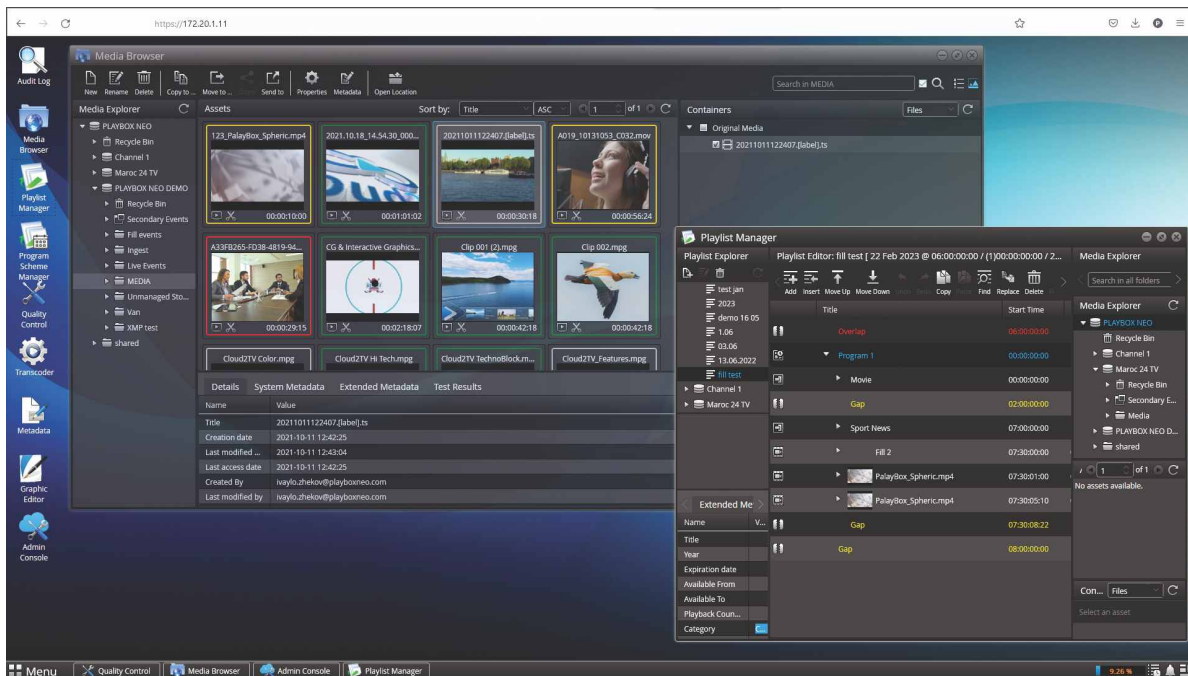 https://172.20.1.11
Audit Log
Media Browser
Playlist Manager
Program Scheme Manager
Quality Control
Transcoder
Metadata
Graphic Editor
Admin Console
Media Browser
New Rename Delete Copy to ... Move to ... Send to Properties Metadata Open Location
Search in MEDIA
Media Explorer
PLAYBOX NEO
Recycle Bin
Channel 1
Maroc 24 TV
PLAYBOX NEO DEMO
Recycle Bin
Secondary Events
Fill events
Ingest
Live Events
MEDIA
Unmanaged Sto...
Van
XMP test
shared
Assets Sort by: Title ASC 1 of 1
123_PalayBox_Spheric.mp4 2021.10.18_14.54.30_000... 20211011122407.[label].ts A019_10131053_C032.mov
00:00:10:00 00:01:01:02 00:00:30:18 00:00:56:24
A33FB265-FD38-4819-94... CG & Interactive Graphics... Clip 001 (2).mpg Clip 002.mpg
00:00:29:15 00:02:18:07 00:00:42:18 00:00:42:18
Cloud2TV Color.mpg Cloud2TV Hi Tech.mpg Cloud2TV TechnoBlock.m... Cloud2TV_Features.mpg
Details System Metadata Extended Metadata Test Results
Name Value
Title 20211011122407.[label].ts
Creation date 2021-10-11 12:42:25
Last modified ... 2021-10-11 12:43:04
Last access date 2021-10-11 12:42:25
Created By ivaylo.zhekov@playboxneo.com
Last modified by ivaylo.zhekov@playboxneo.com
Containers Files
Original Media
20211011122407.[label].ts
Playlist Manager
Playlist Explorer
test jan
2023
demo 16 05
1.06
03.06
13.06.2022
fill test
Channel 1
Maroc 24 TV
Extended Me
Name V...
Title
Year
Expiration date
Available From
Available To
Playback Coun...
Category C...
Playlist Editor: fill test [ 22 Feb 2023 @ 06:00:00:00 / (1)00:00:00:00 / 2...
Add Insert Move Up Move Down Copy Find Replace Delete
Title Start Time
Overlap 06:00:00:00
Program 1 00:00:00:00
Movie 00:00:00:00
Gap 02:00:00:00
Sport News 07:00:00:00
Fill 2 07:30:00:00
PalayBox_Spheric.mp4 07:30:01:00
PalayBox_Spheric.mp4 07:30:05:10
Gap 07:30:08:22
Gap 08:00:00:00
Media Explorer
Search in all folders
Media Explorer
PLAYBOX NEO
Recycle Bin
Channel 1
Maroc 24 TV
Recycle Bin
Secondary E...
Media
PLAYBOX NEO D...
shared
1 of 1
No assets available.
Con... Files
Select an asset
Menu Quality Control Media Browser Admin Console Playlist Manager 9.26 %